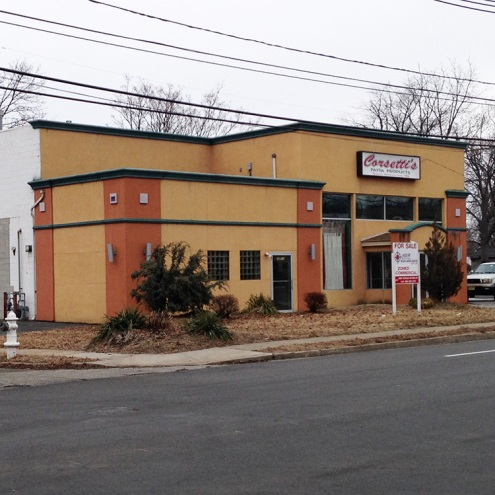 Corsetti's
PASTA PRODUCTS
FOR SALE
ZONED
COMMERCIAL